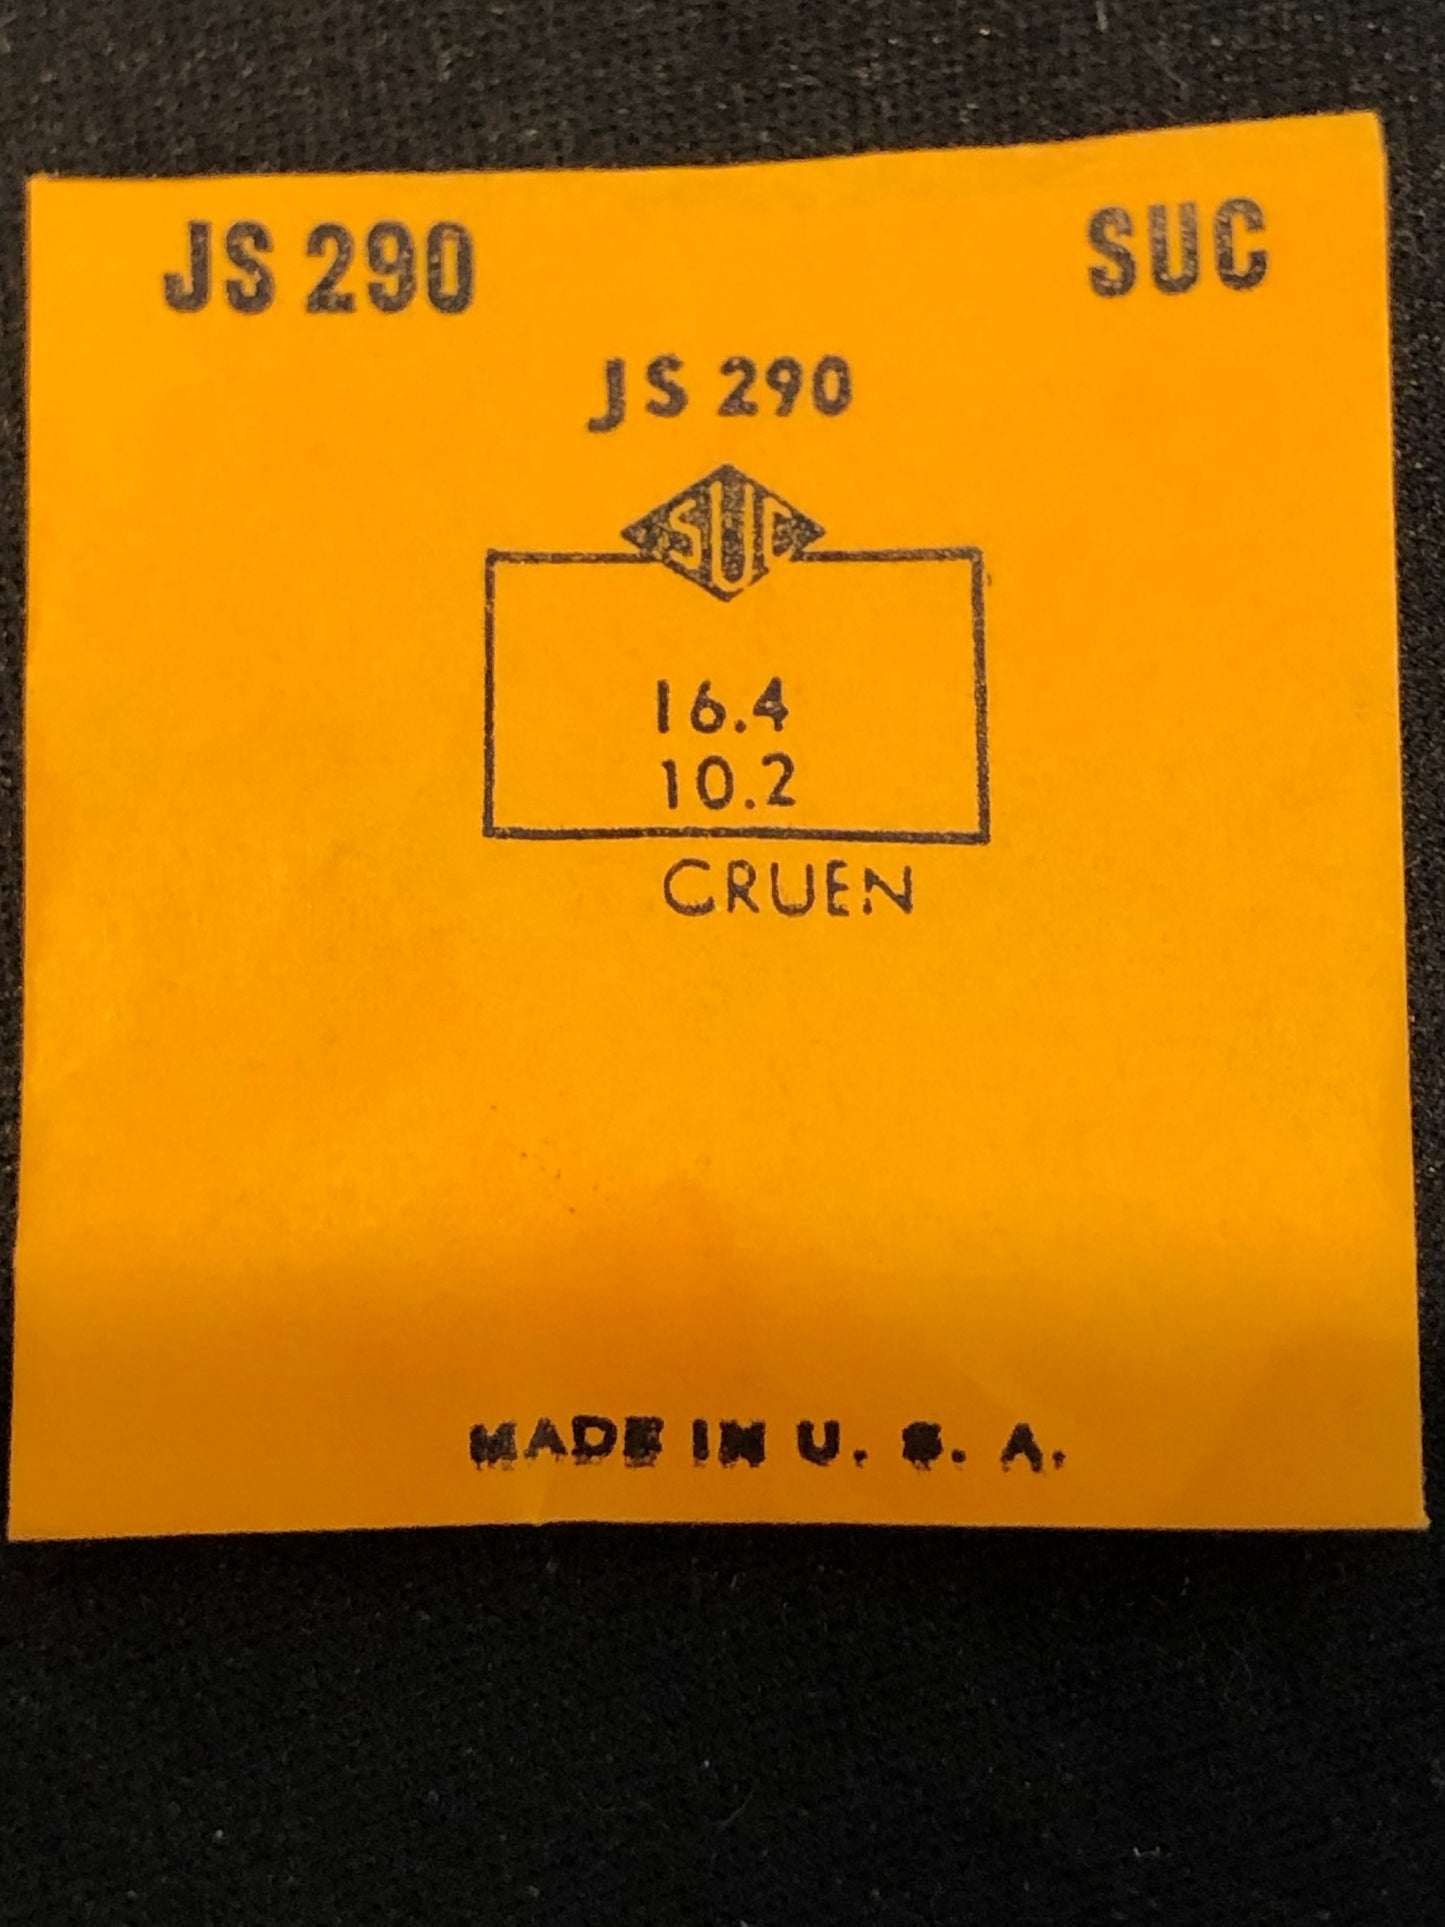 JS 290 SUC
JS 290
SUC
16.4
10.2
GRUEN
MADE IN U. S. A.